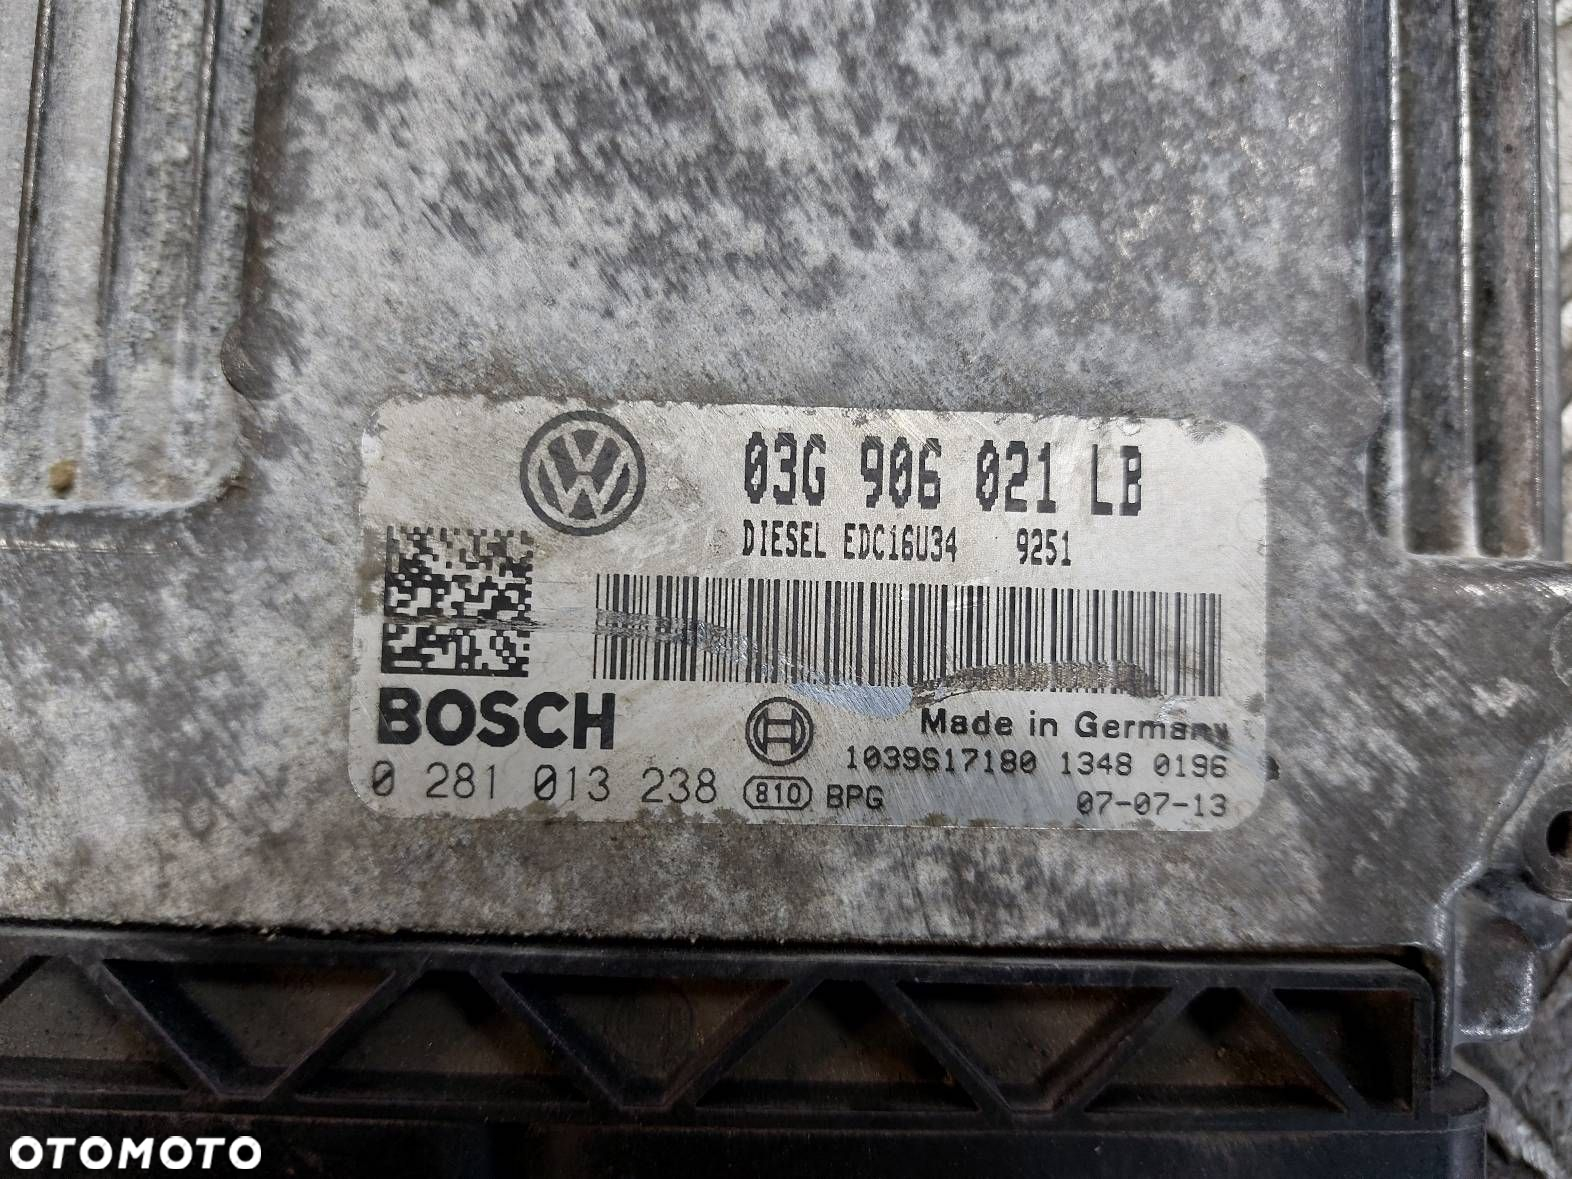 03G 906 021 LB
DIESEL EDC16U34 9251
BOSCH
Made in Germany
1039S17180 1348 0196
0 281 013 238 810 BPG 07-07-13
OTOMOTO